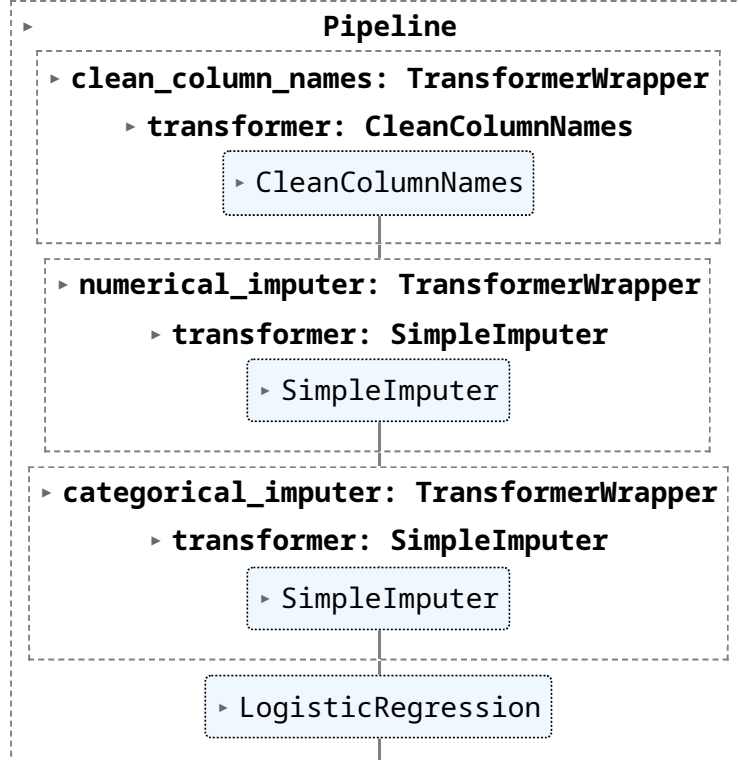 Pipeline
clean_column_names: TransformerWrapper
transformer: CleanColumnNames
CleanColumnNames
numerical_imputer: TransformerWrapper
transformer: SimpleImputer
SimpleImputer
categorical_imputer: TransformerWrapper
transformer: SimpleImputer
SimpleImputer
LogisticRegression